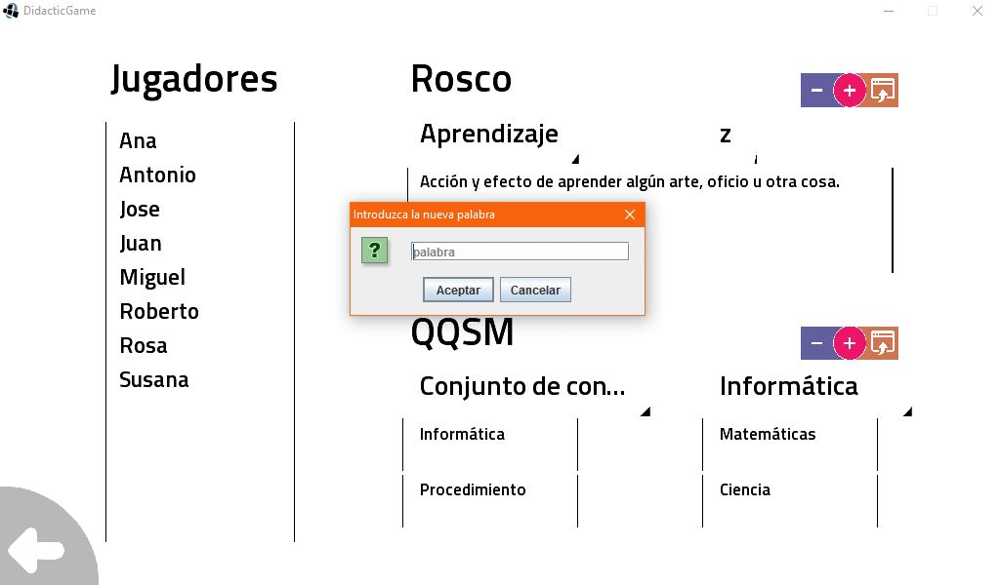 DidacticGame
Jugadores
Ana
Antonio
Jose
Juan
Miguel
Roberto
Rosa
Susana
Rosco
Aprendizaje
z
Acción y efecto de aprender algún arte, oficio u otra cosa.
Introduzca la nueva palabra
?
palabra
Aceptar Cancelar
QQSM
Conjunto de con...
Informática
Informática
Matemáticas
Procedimiento
Ciencia